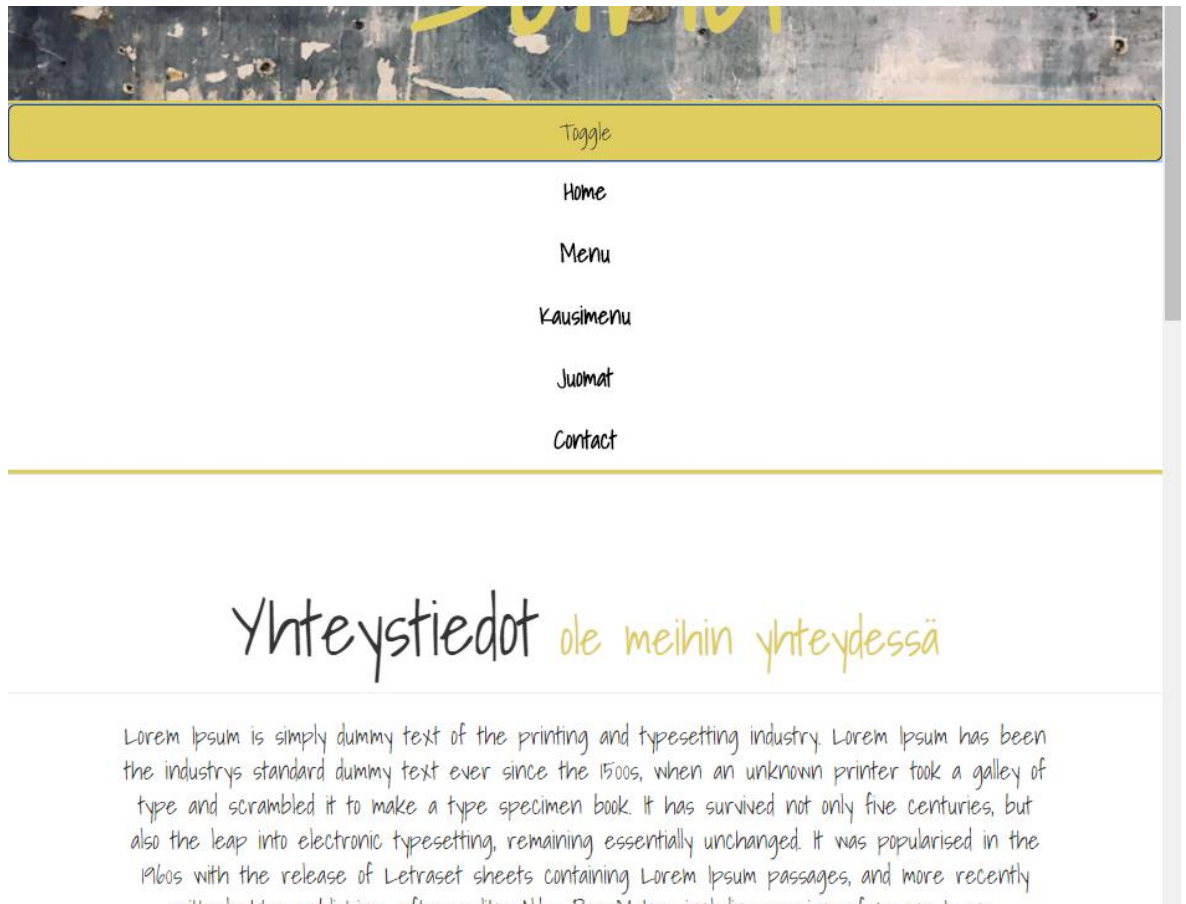 Toggle
Home
Menu
Kausimenu
Juomat
Contact
Yhteystiedot ole meihin yhteydessä
Lorem Ipsum is simply dummy text of the printing and typesetting industry. Lorem Ipsum has been
the industrys standard dummy text ever since the 1500s, when an unknown printer took a galley of
type and scrambled it to make a type specimen book. It has survived not only five centuries, but
also the leap into electronic typesetting, remaining essentially unchanged. It was popularised in the
1960s with the release of Letraset sheets containing Lorem Ipsum passages, and more recently